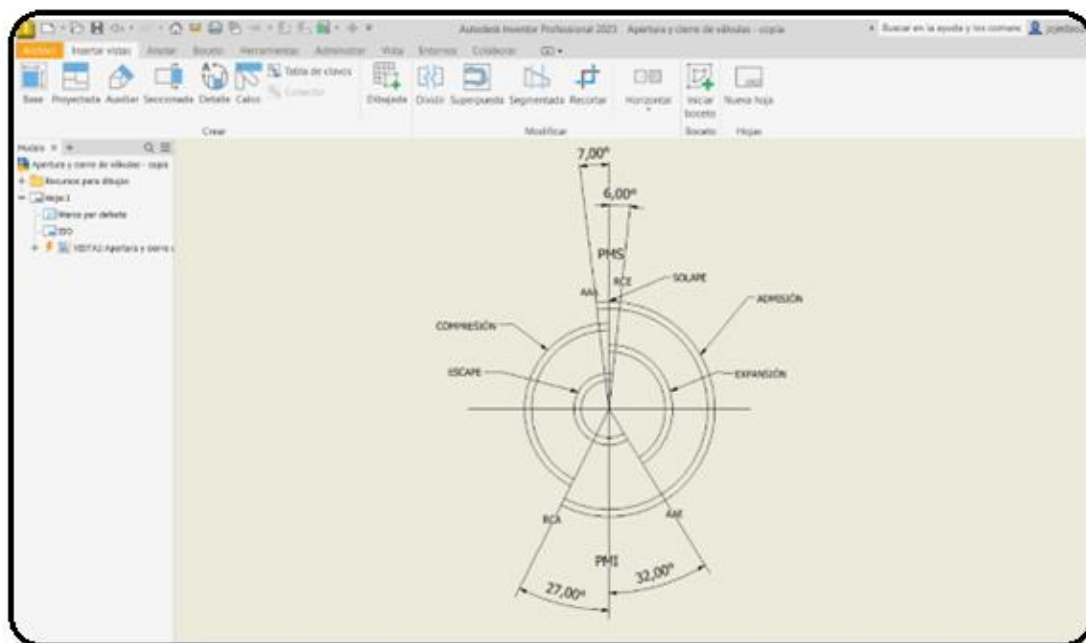 Autodesk Inventor Professional 2023 Apertura y cierre de válvulas - copia
Buscar en la ayuda y los comand
Archivo Insertar vistas Anotar Boceto Herramientas Administrar Vista Entornos Colaborar
Base Proyectada Auxiliar Seccionada Detalle Calco
Tabla de clavos
Conector
Dibujada Dividir Superpuesta Segmentada Recortar Horizontal
Iniciar boceto
Nueva hoja
Crear Modificar Boceto Hojas
Modelo
Apertura y cierre de válvulas - copia
Recursos para dibujos
Hoja:1
Marco por defecto
ISO
Apertura y cierre
7,00°
6,00°
PMS
RCE
SOLAPE
AAA
ADMISIÓN
COMPRESIÓN
ESCAPE
EXPANSIÓN
RCA
AAE
PMI
27,00°
32,00°